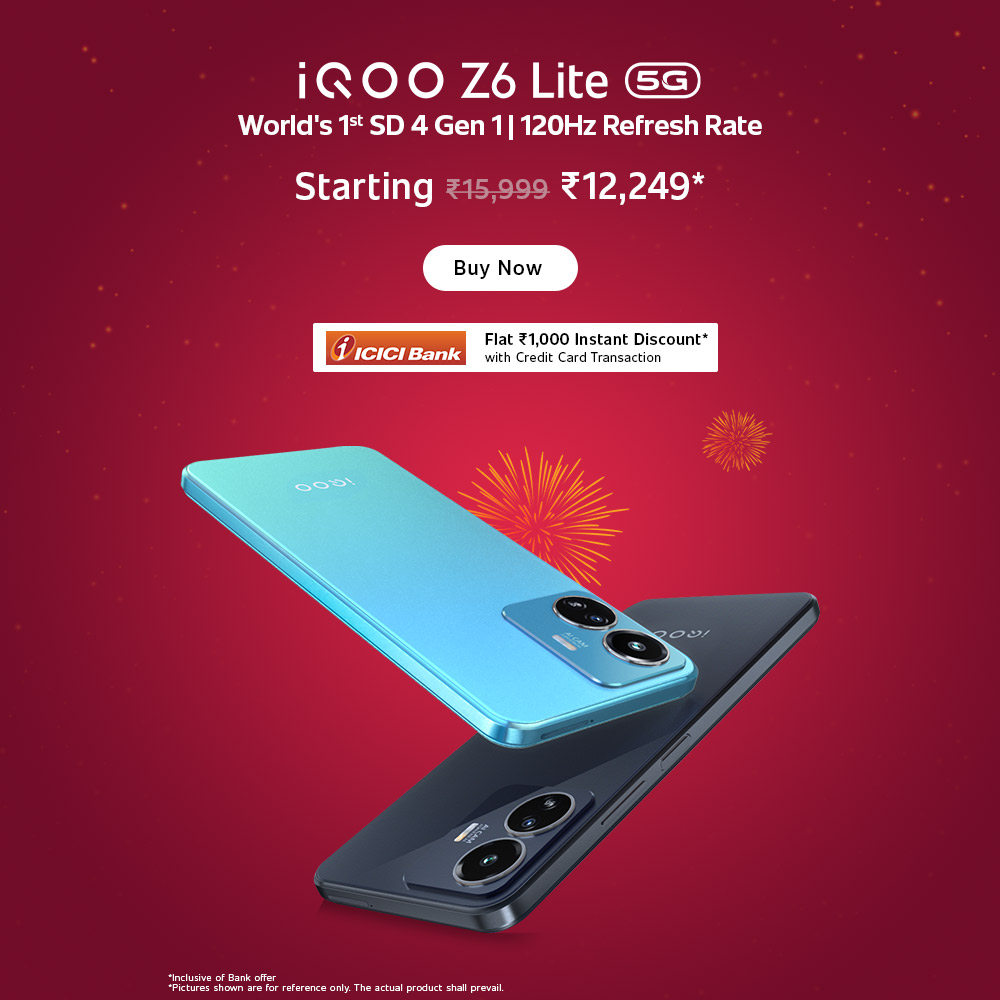 iQOO Z6 Lite 5G
World's 1st SD 4 Gen 1 | 120Hz Refresh Rate
Starting ₹15,999 ₹12,249*
Buy Now
i ICICI Bank
Flat ₹1,000 Instant Discount*
with Credit Card Transaction
iQOO
AI CAM
iQOO
AI CAM
*Inclusive of Bank offer
*Pictures shown are for reference only. The actual product shall prevail.